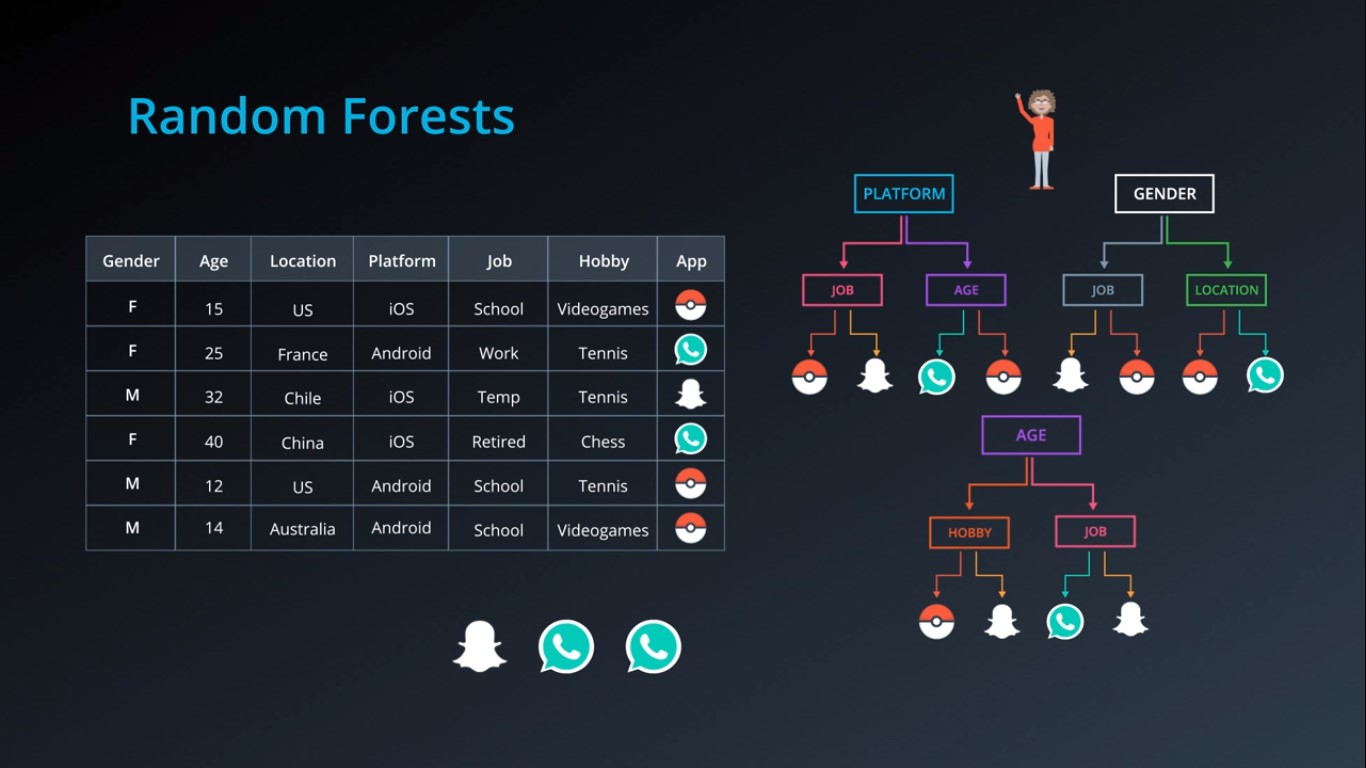 Random Forests
Gender Age Location Platform Job Hobby App
F 15 US iOS School Videogames
F 25 France Android Work Tennis
M 32 Chile iOS Temp Tennis
F 40 China iOS Retired Chess
M 12 US Android School Tennis
M 14 Australia Android School Videogames
PLATFORM GENDER
JOB AGE JOB LOCATION
AGE
HOBBY JOB